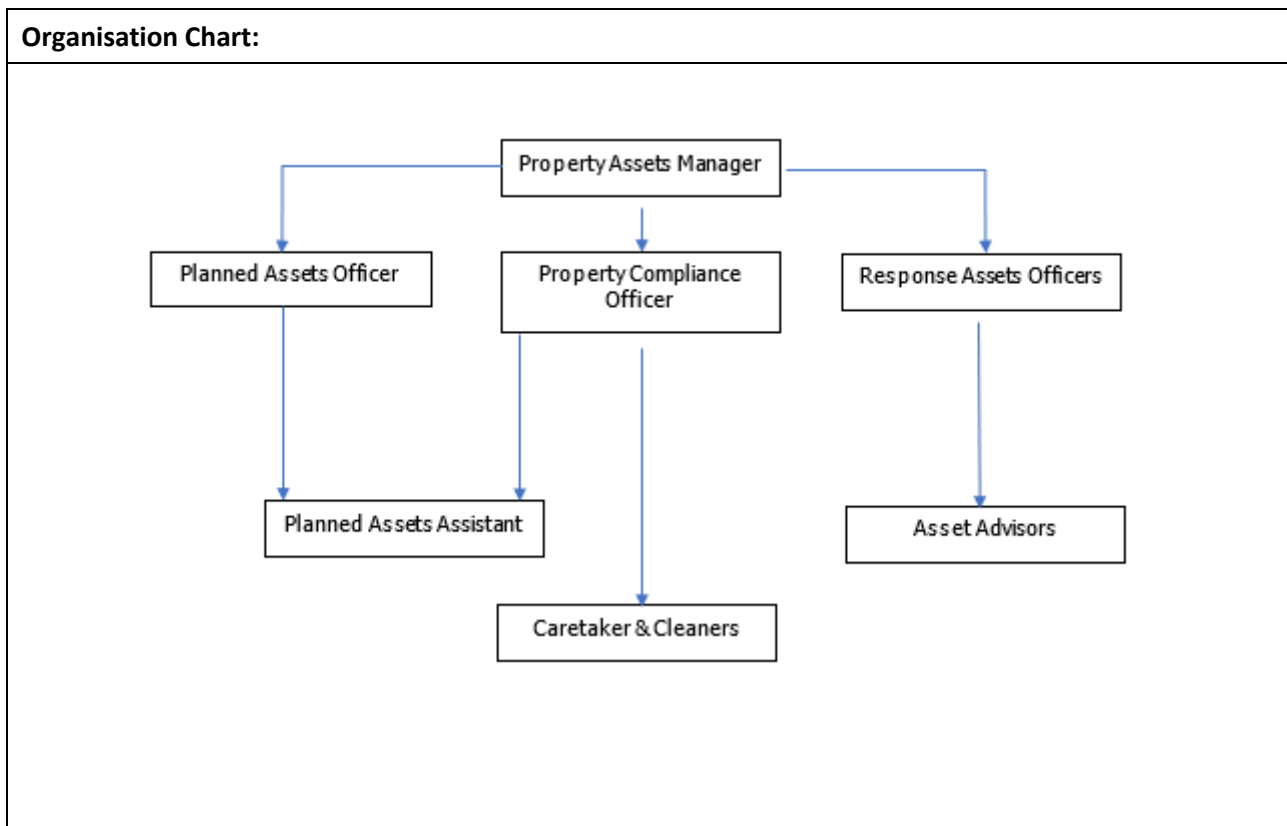 Organisation Chart:
Property Assets Manager
Planned Assets Officer
Property Compliance
Officer
Response Assets Officers
Planned Assets Assistant
Asset Advisors
Caretaker & Cleaners